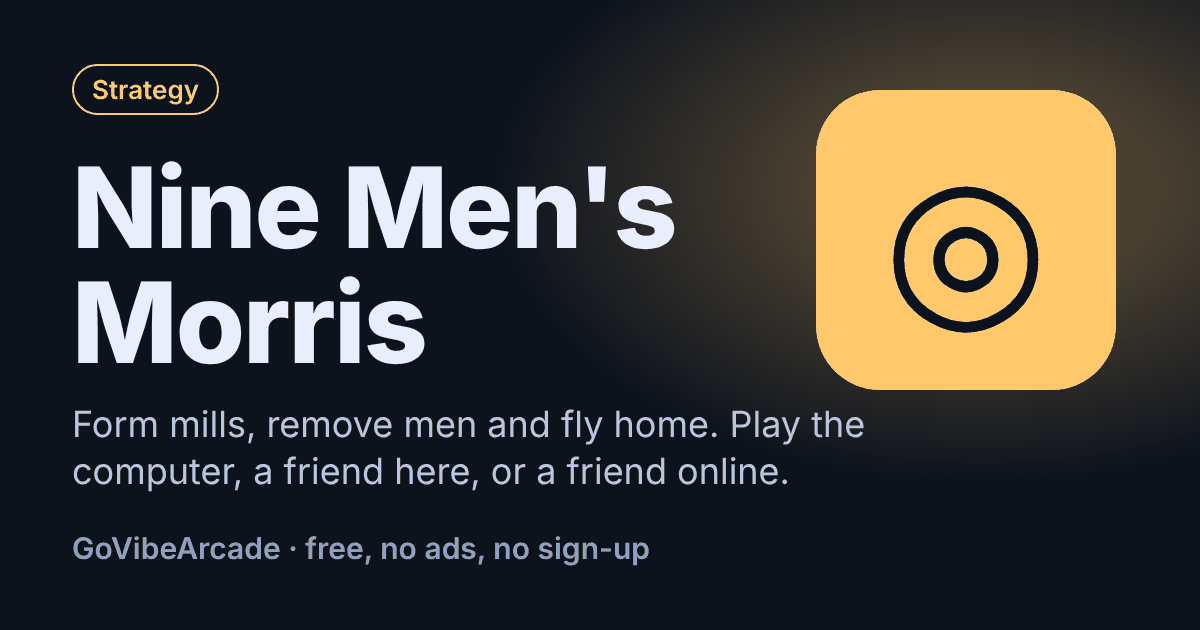 Strategy
Nine Men's
Morris
Form mills, remove men and fly home. Play the
computer, a friend here, or a friend online.
GoVibeArcade · free, no ads, no sign-up